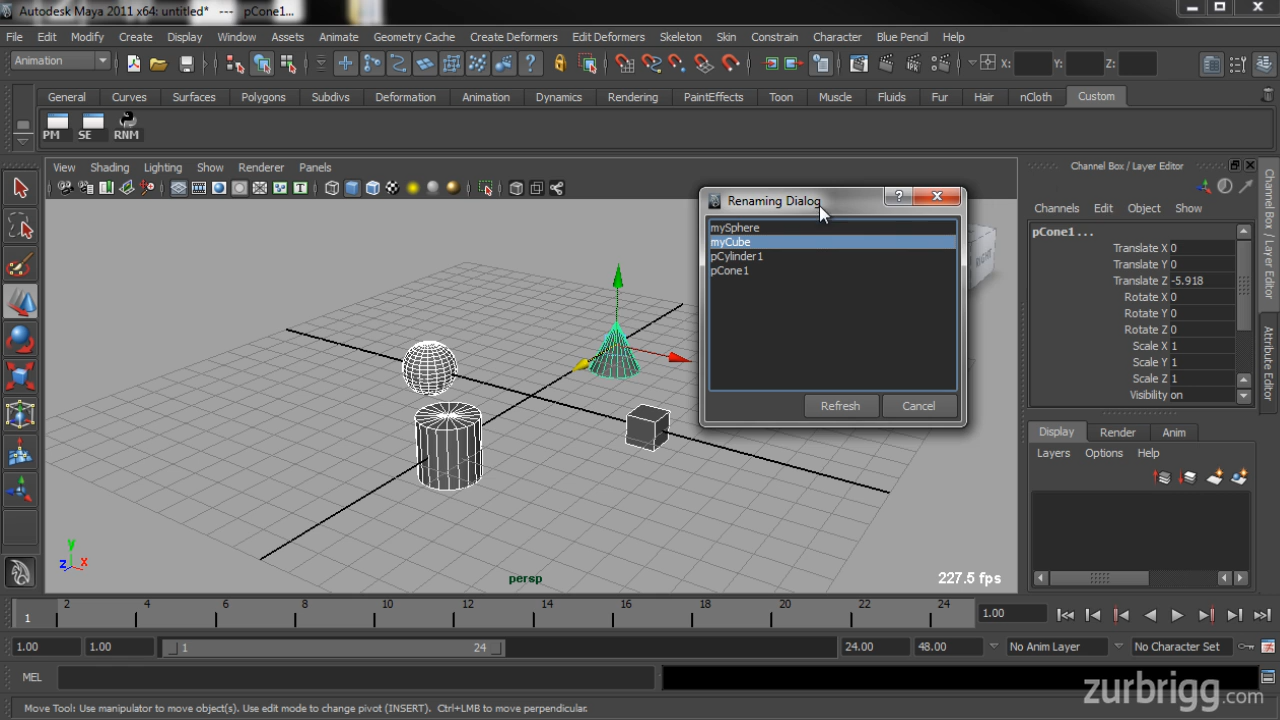 Autodesk Maya 2011 x64: untitled* --- pCone1...
File Edit Modify Create Display Window Assets Animate Geometry Cache Create Deformers Edit Deformers Skeleton Skin Constrain Character Blue Pencil Help
Animation X: Y: Z:
General Curves Surfaces Polygons Subdivs Deformation Animation Dynamics Rendering PaintEffects Toon Muscle Fluids Fur Hair nCloth Custom
PM SE RNM
View Shading Lighting Show Renderer Panels
Channel Box / Layer Editor
Channels Edit Object Show
pCone1...
Translate X 0
Translate Y 0
Translate Z -5.918
Rotate X 0
Rotate Y 0
Rotate Z 0
Scale X 1
Scale Y 1
Scale Z 1
Visibility on
Channel Box / Layer Editor
Attribute Editor
Renaming Dialog
mySphere
myCube
pCylinder1
pCone1
Refresh Cancel
RIGHT
Display Render Anim
Layers Options Help
y
z x
persp
227.5 fps
1 2 4 6 8 10 12 14 16 18 20 22 24 1.00
1.00 1.00 1 24 24.00 48.00 No Anim Layer No Character Set
MEL
zurbrigg.com
Move Tool: Use manipulator to move object(s). Use edit mode to change pivot (INSERT). Ctrl+LMB to move perpendicular.